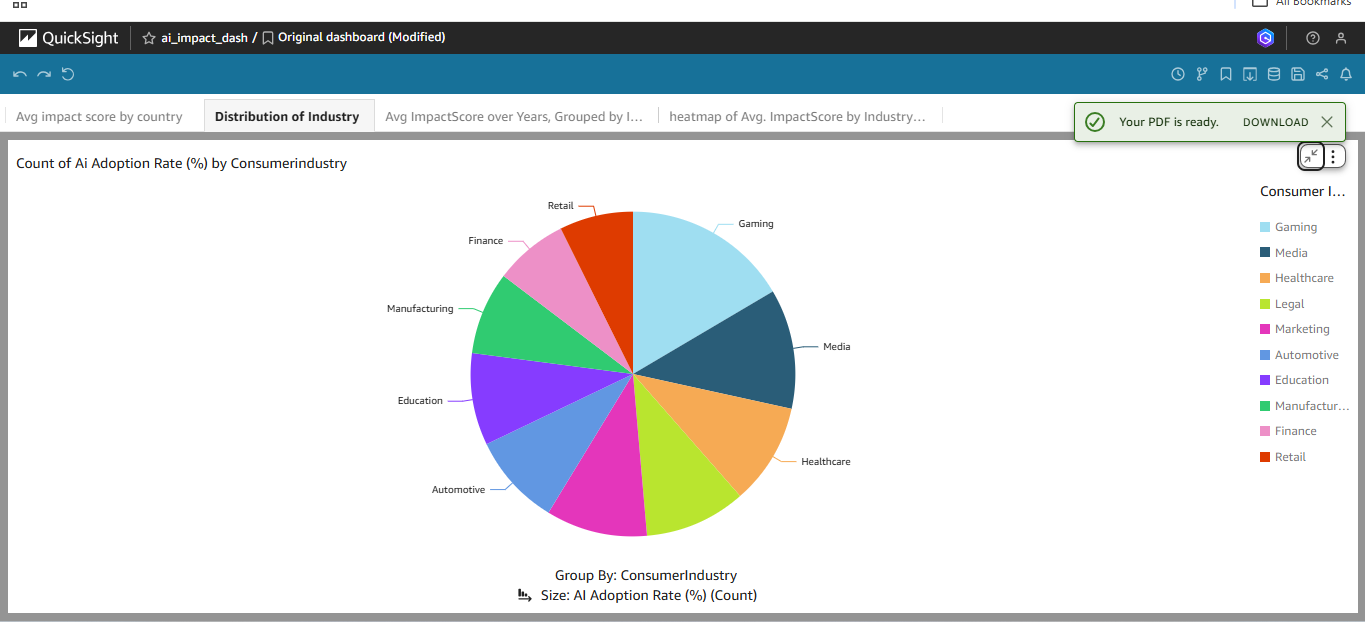 All Bookmarks
QuickSight
ai_impact_dash / Original dashboard (Modified)
Avg impact score by country
Distribution of Industry
Avg ImpactScore over Years, Grouped by I...
heatmap of Avg. ImpactScore by Industry...
Your PDF is ready. DOWNLOAD
Count of Ai Adoption Rate (%) by Consumerindustry
Retail
Gaming
Finance
Manufacturing
Media
Education
Healthcare
Automotive
Group By: ConsumerIndustry
Size: AI Adoption Rate (%) (Count)
Consumer I...
Gaming
Media
Healthcare
Legal
Marketing
Automotive
Education
Manufactur...
Finance
Retail